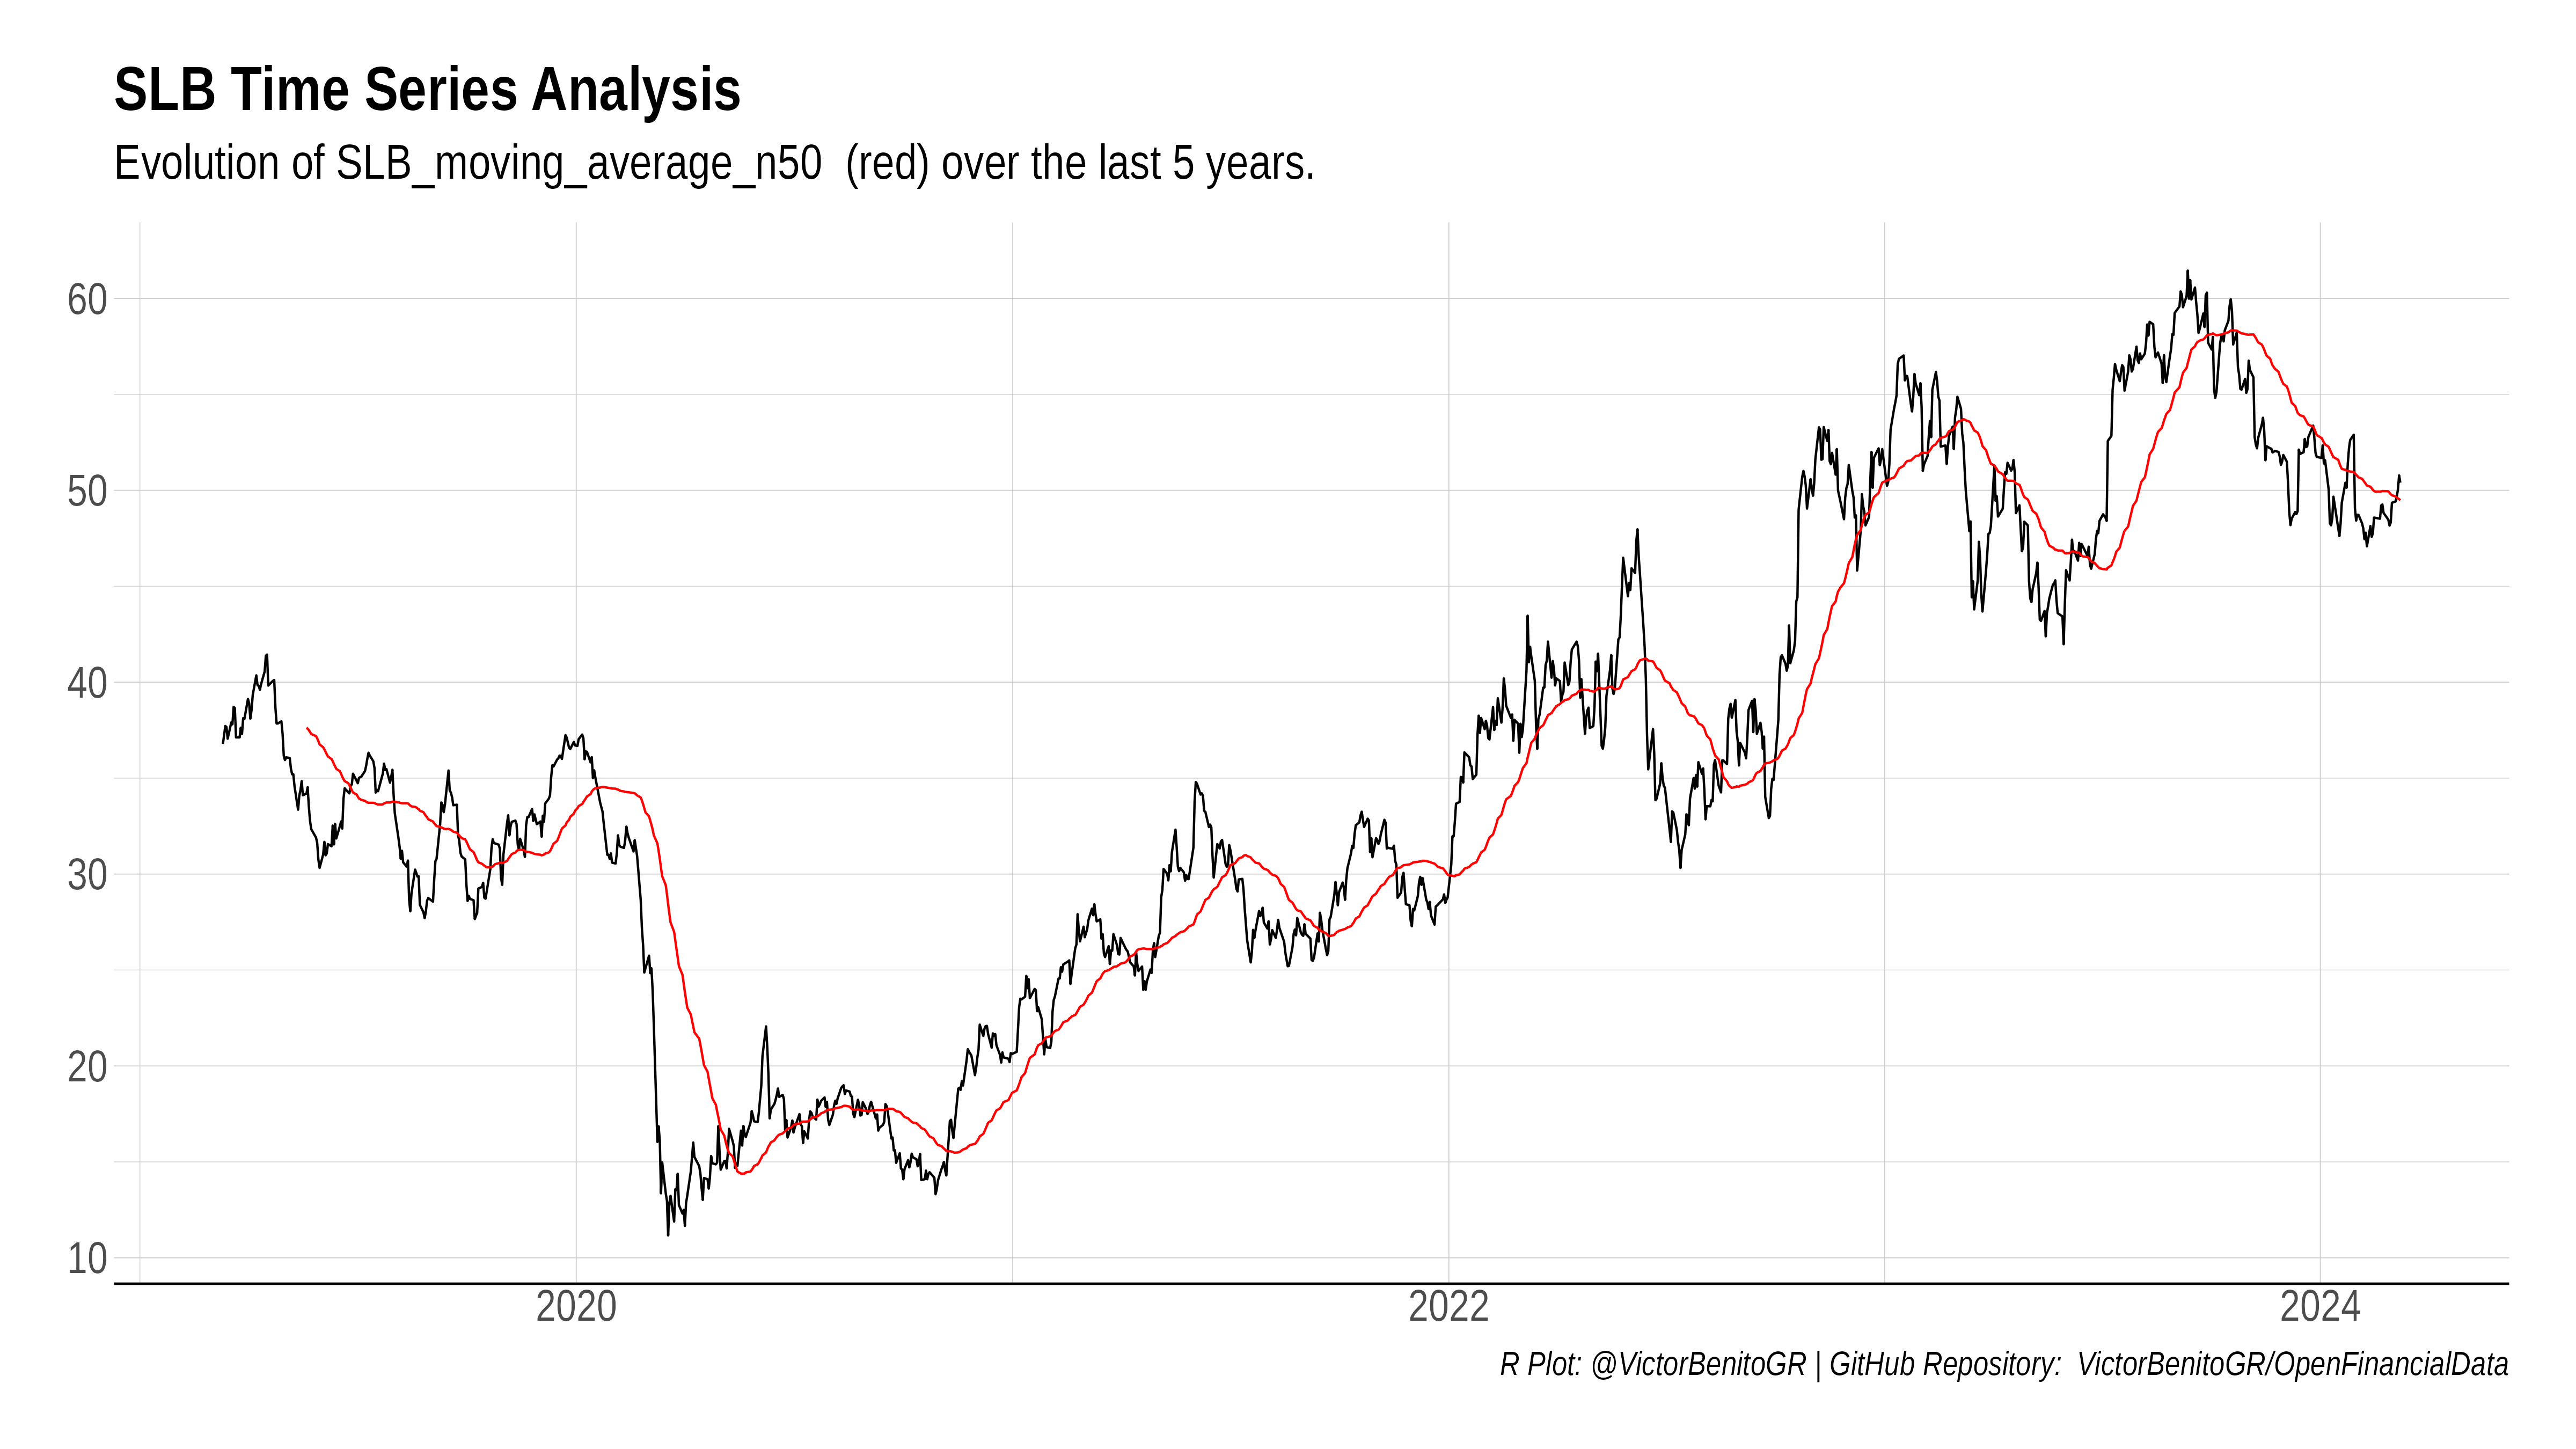 SLB Time Series Analysis
Evolution of SLB_moving_average_n50  (red) over the last 5 years.
60
50
40
30
20
10
2020 2022 2024
R Plot: @VictorBenitoGR | GitHub Repository:  VictorBenitoGR/OpenFinancialData